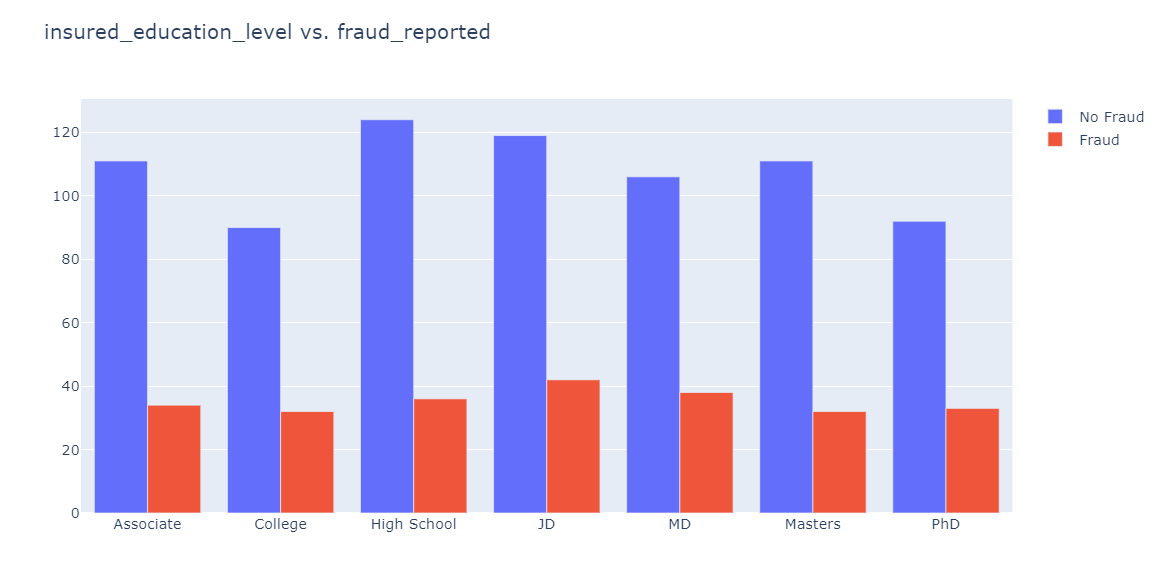 insured_education_level vs. fraud_reported
No Fraud
Fraud
120
100
80
60
40
20
0
Associate College High School JD MD Masters PhD